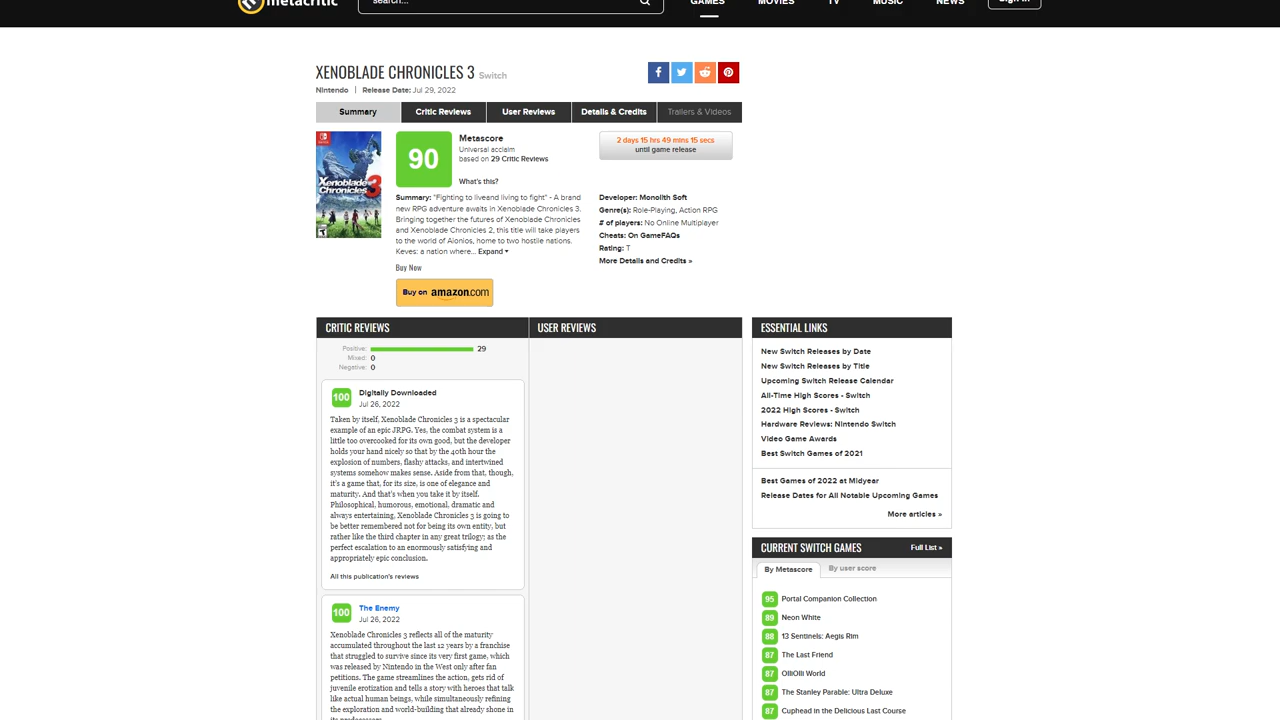 metacritic
search...
GAMES
MOVIES
TV
MUSIC
NEWS
Sign In
XENOBLADE CHRONICLES 3 Switch
Nintendo | Release Date: Jul 29, 2022
Summary
Critic Reviews
User Reviews
Details & Credits
Trailers & Videos
Xenoblade
Chronicles 3
90
Metascore
Universal acclaim
based on 29 Critic Reviews
What's this?
Summary: "Fighting to liveand living to fight" - A brand
new RPG adventure awaits in Xenoblade Chronicles 3.
Bringing together the futures of Xenoblade Chronicles
and Xenoblade Chronicles 2, this title will take players
to the world of Aionios, home to two hostile nations.
Keves: a nation where... Expand
Buy Now
Buy on amazon.com
2 days 15 hrs 49 mins 15 secs
until game release
Developer: Monolith Soft
Genre(s): Role-Playing, Action RPG
# of players: No Online Multiplayer
Cheats: On GameFAQs
Rating: T
More Details and Credits »
CRITIC REVIEWS
Positive: 29
Mixed: 0
Negative: 0
100
Digitally Downloaded
Jul 26, 2022
Taken by itself, Xenoblade Chronicles 3 is a spectacular
example of an epic JRPG. Yes, the combat system is a
little too overcooked for its own good, but the developer
holds your hand nicely so that by the 40th hour the
explosion of numbers, flashy attacks, and intertwined
systems somehow makes sense. Aside from that, though,
it's a game that, for its size, is one of elegance and
maturity. And that's when you take it by itself.
Philosophical, humorous, emotional, dramatic and
always entertaining, Xenoblade Chronicles 3 is going to
be better remembered not for being its own entity, but
rather like the third chapter in any great trilogy; as the
perfect escalation to an enormously satisfying and
appropriately epic conclusion.
All this publication's reviews
100
The Enemy
Jul 26, 2022
Xenoblade Chronicles 3 reflects all of the maturity
accumulated throughout the last 12 years by a franchise
that struggled to survive since its very first game, which
was released by Nintendo in the West only after fan
petitions. The game streamlines the action, gets rid of
juvenile erotization and tells a story with heroes that talk
like actual human beings, while simultaneously refining
the exploration and world-building that already shone in
its predecessors.
USER REVIEWS
ESSENTIAL LINKS
New Switch Releases by Date
New Switch Releases by Title
Upcoming Switch Release Calendar
All-Time High Scores - Switch
2022 High Scores - Switch
Hardware Reviews: Nintendo Switch
Video Game Awards
Best Switch Games of 2021
Best Games of 2022 at Midyear
Release Dates for All Notable Upcoming Games
More articles »
CURRENT SWITCH GAMES
Full List »
By Metascore
By user score
95 Portal Companion Collection
89 Neon White
88 13 Sentinels: Aegis Rim
87 The Last Friend
87 OlliOlli World
87 The Stanley Parable: Ultra Deluxe
87 Cuphead in the Delicious Last Course